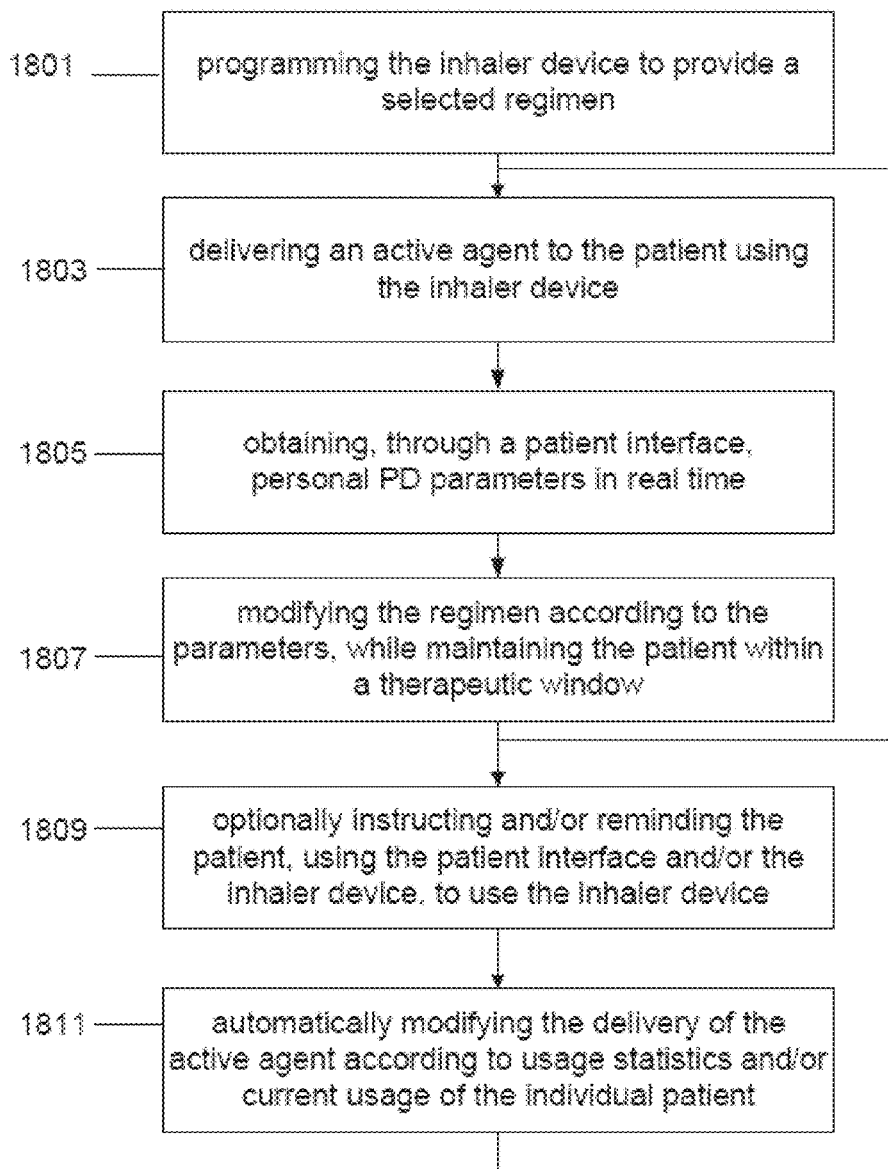 1801
programming the inhaler device to provide a
selected regimen
1803
delivering an active agent to the patient using
the inhaler device
1805
obtaining, through a patient interface,
personal PD parameters in real time
1807
modifying the regimen according to the
parameters, while maintaining the patient within
a therapeutic window
1809
optionally instructing and/or reminding the
patient, using the patient interface and/or the
inhaler device, to use the inhaler device
1811
automatically modifying the delivery of the
active agent according to usage statistics and/or
current usage of the individual patient